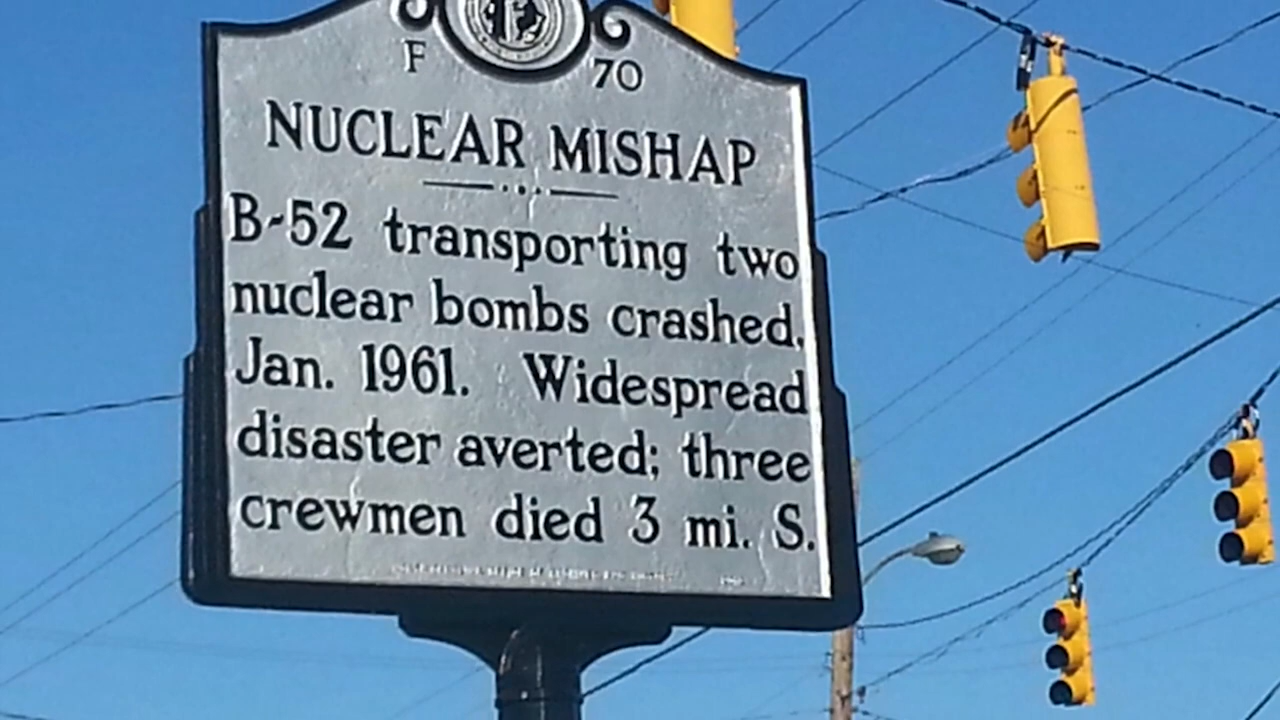 F 70
NUCLEAR MISHAP
B-52 transporting two
nuclear bombs crashed,
Jan. 1961. Widespread
disaster averted; three
crewmen died 3 mi. S.